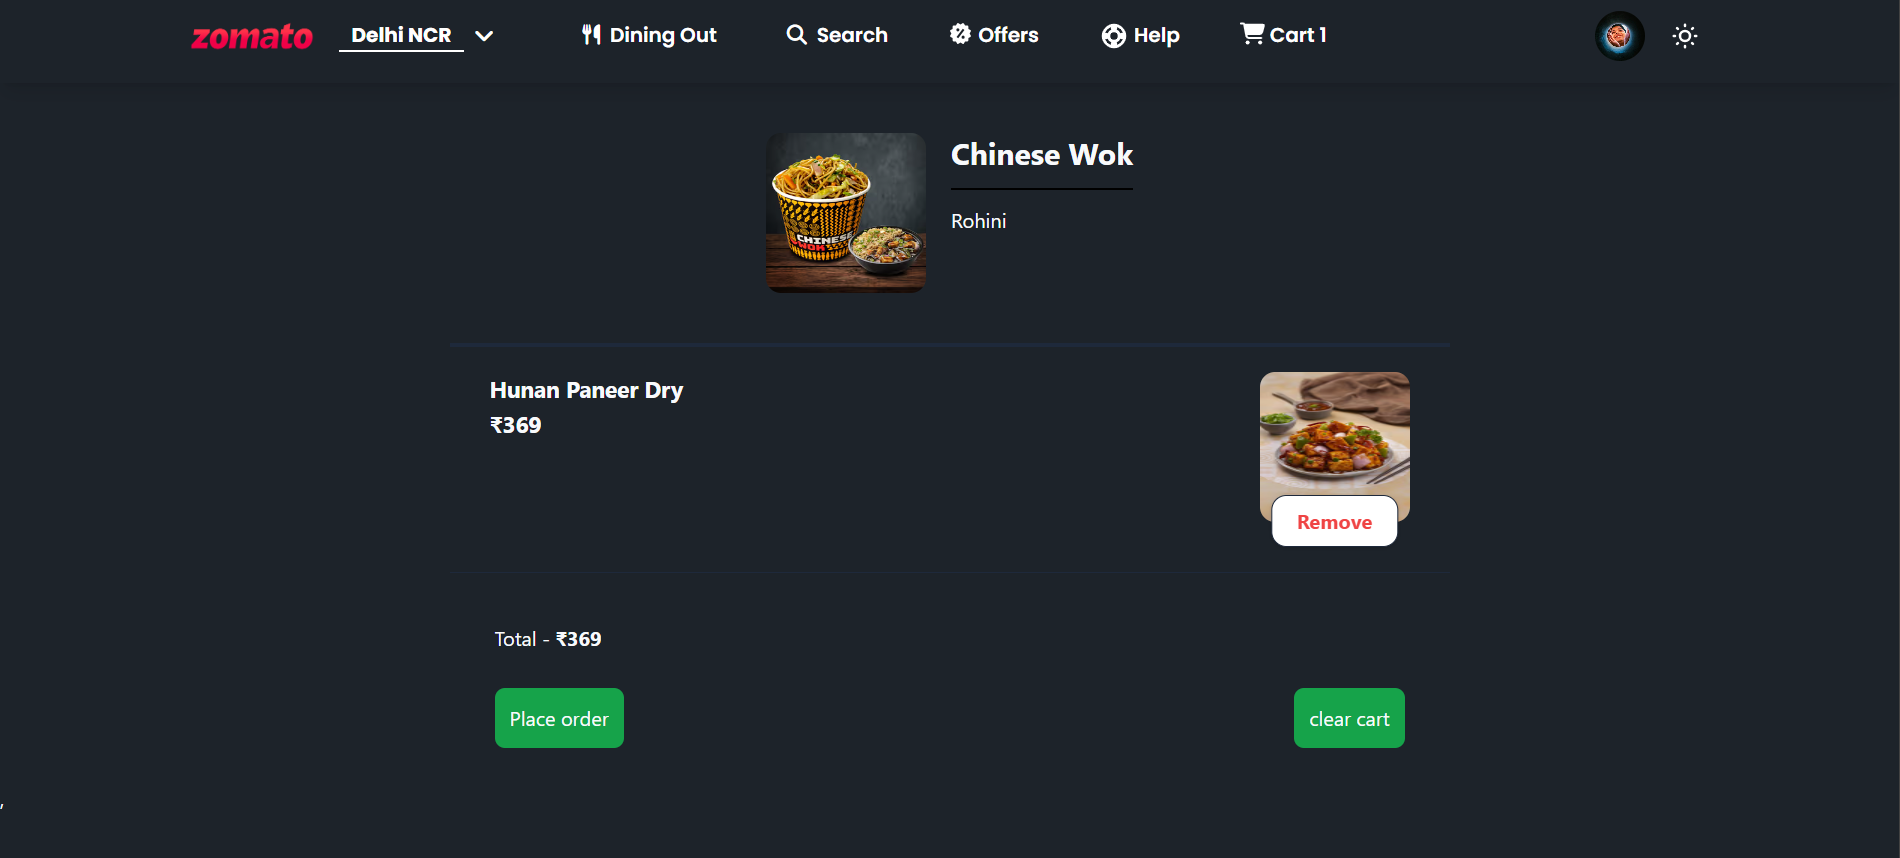 zomato Delhi NCR Dining Out Search Offers Help Cart 1
CHINESE
WOK
Chinese Wok
Rohini
Hunan Paneer Dry
₹369
Remove
Total - ₹369
Place order clear cart
,